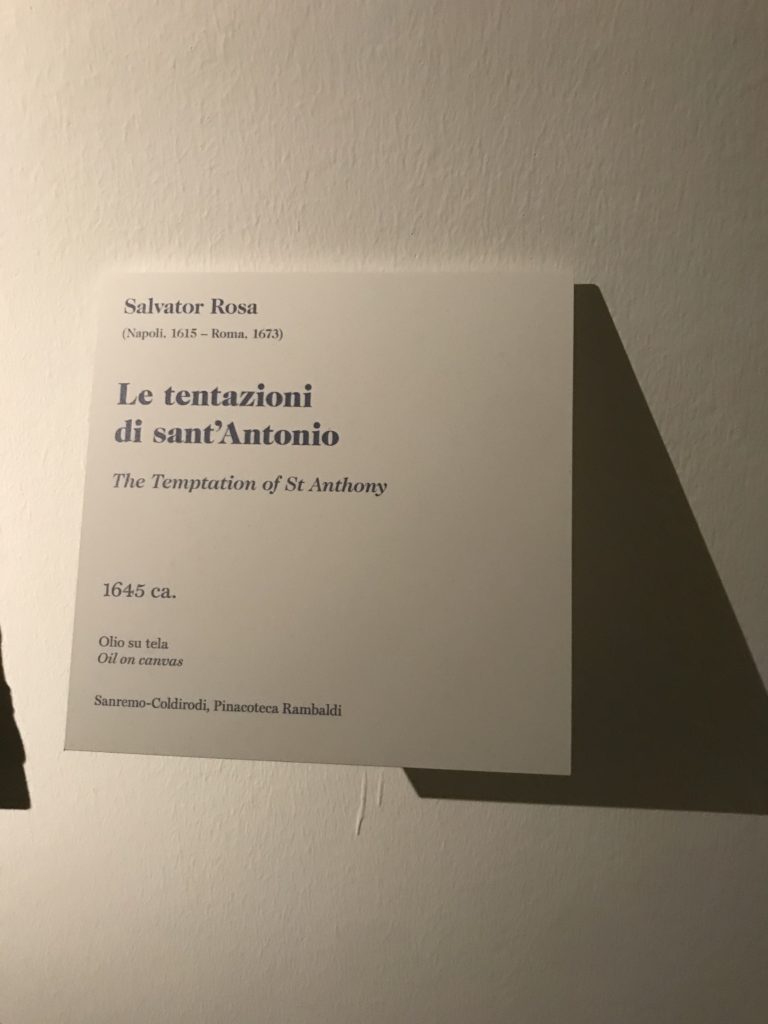 Salvator Rosa
(Napoli, 1615 – Roma, 1673)
Le tentazioni
di sant'Antonio
The Temptation of St Anthony
1645 ca.
Olio su tela
Oil on canvas
Sanremo-Coldirodi, Pinacoteca Rambaldi